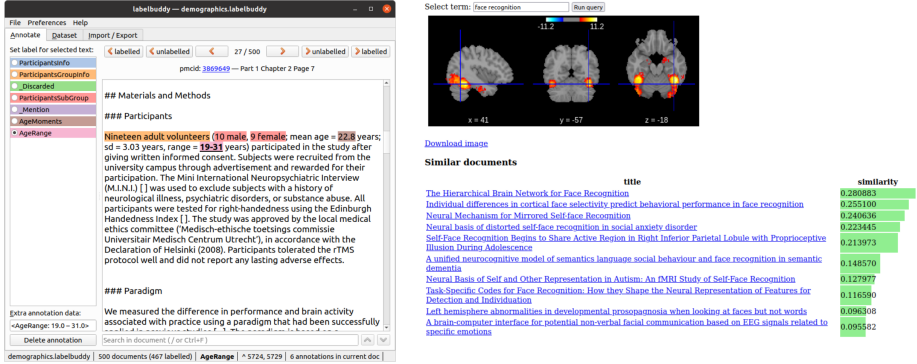 labelbuddy — demographics.labelbuddy
File Preferences Help
Annotate Dataset Import / Export
Set label for selected text:
ParticipantsInfo
ParticipantsGroupInfo
_Discarded
ParticipantsSubGroup
_Mention
AgeMoments
AgeRange
Extra annotation data:
<AgeRange: 19.0 – 31.0>
Delete annotation
labelled unlabelled 27 / 500 unlabelled labelled
pmcid: 3869649 — Part 1 Chapter 2 Page 7
## Materials and Methods
### Participants
Nineteen adult volunteers (10 male, 9 female; mean age = 22.8 years;
sd = 3.03 years, range = 19-31 years) participated in the study after
giving written informed consent. Subjects were recruited from the
university campus through advertisement and rewarded for their
participation. The Mini International Neuropsychiatric Interview
(M.I.N.I.) [ ] was used to exclude subjects with a history of
neurological illness, psychiatric disorders, or substance abuse. All
participants were tested for right-handedness using the Edinburgh
Handedness Index [ ]. The study was approved by the local medical
ethics committee ('Medisch-ethische toetsings commissie
Universitair Medisch Centrum Utrecht'), in accordance with the
Declaration of Helsinki (2008). Participants tolerated the rTMS
protocol well and did not report any lasting adverse effects.
### Paradigm
We measured the difference in performance and brain activity
associated with practice using a paradigm that had been successfully
Search in document ( / or Ctrl+F )
demographics.labelbuddy 500 documents (467 labelled) AgeRange ^ 5724, 5729 6 annotations in current doc
Select term: face recognition Run query
-11.2 11.2
x = 41 y = -57 z = -18
Download image
Similar documents
title similarity
The Hierarchical Brain Network for Face Recognition 0.280883
Individual differences in cortical face selectivity predict behavioral performance in face recognition 0.255100
Neural Mechanism for Mirrored Self-face Recognition 0.240636
Neural basis of distorted self-face recognition in social anxiety disorder 0.223445
Self-Face Recognition Begins to Share Active Region in Right Inferior Parietal Lobule with Proprioceptive
Illusion During Adolescence 0.213973
A unified neurocognitive model of semantics language social behaviour and face recognition in semantic
dementia 0.148570
Neural Basis of Self and Other Representation in Autism: An fMRI Study of Self-Face Recognition 0.127977
Task-Specific Codes for Face Recognition: How they Shape the Neural Representation of Features for
Detection and Individuation 0.116590
Left hemisphere abnormalities in developmental prosopagnosia when looking at faces but not words 0.096308
A brain-computer interface for potential non-verbal facial communication based on EEG signals related to
specific emotions 0.095582